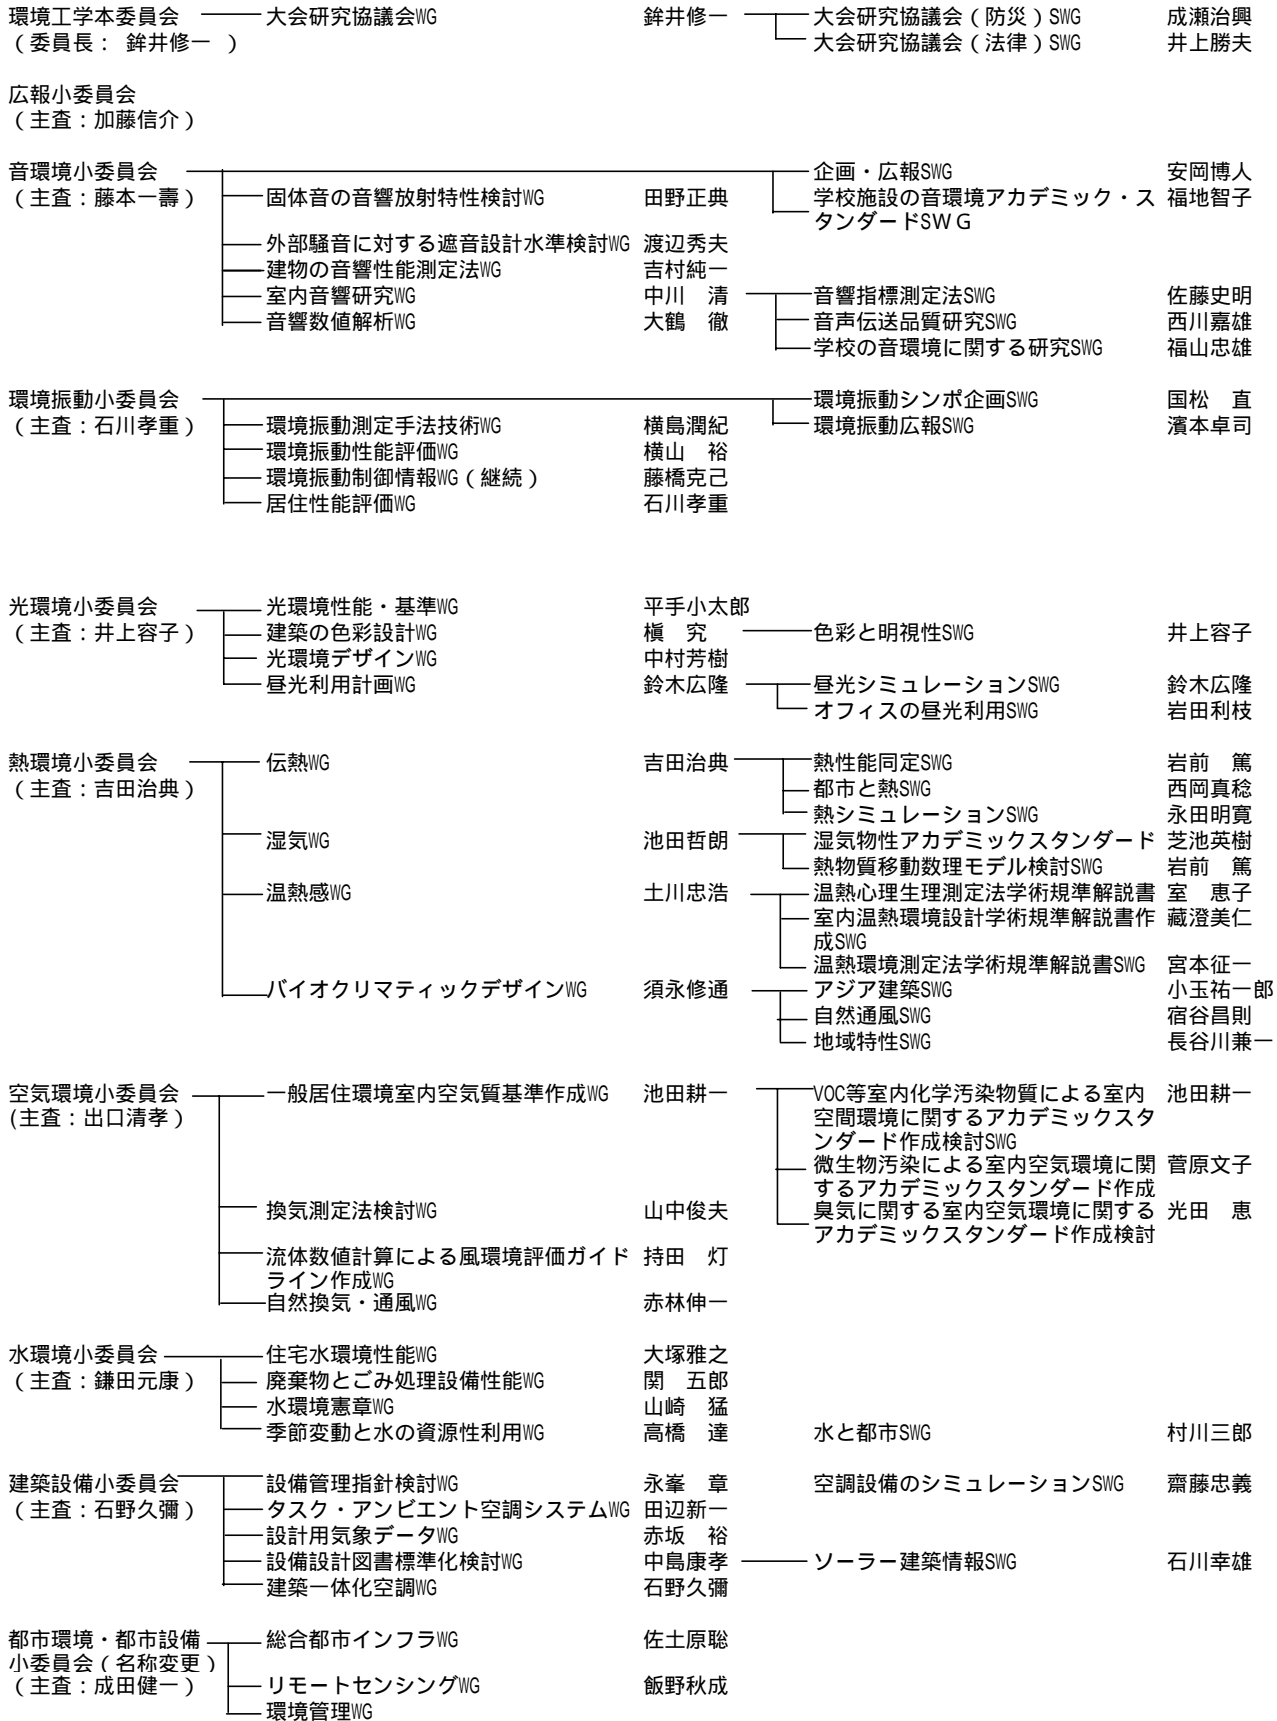 環境工学本委員会 大会研究協議会WG 鉾井修一 大会研究協議会(防災)SWG 成瀬治興
(委員長: 鉾井修一 ) 大会研究協議会(法律)SWG 井上勝夫
広報小委員会
(主査:加藤信介)
音環境小委員会 企画・広報SWG 安岡博人
(主査:藤本一壽) 固体音の音響放射特性検討WG 田野正典 学校施設の音環境アカデミック・ス 福地智子
タンダードSWG
外部騒音に対する遮音設計水準検討WG 渡辺秀夫
建物の音響性能測定法WG 吉村純一
室内音響研究WG 中川 清 音響指標測定法SWG 佐藤史明
音響数値解析WG 大鶴 徹 音声伝送品質研究SWG 西川嘉雄
学校の音環境に関する研究SWG 福山忠雄
環境振動小委員会 環境振動シンポ企画SWG 国松 直
(主査:石川孝重) 環境振動測定手法技術WG 横島潤紀 環境振動広報SWG 濱本卓司
環境振動性能評価WG 横山 裕
環境振動制御情報WG(継続) 藤橋克己
居住性能評価WG 石川孝重
光環境小委員会 光環境性能・基準WG 平手小太郎
(主査:井上容子) 建築の色彩設計WG 槇 究 色彩と明視性SWG 井上容子
光環境デザインWG 中村芳樹
昼光利用計画WG 鈴木広隆 昼光シミュレーションSWG 鈴木広隆
オフィスの昼光利用SWG 岩田利枝
熱環境小委員会 伝熱WG 吉田治典 熱性能同定SWG 岩前 篤
(主査:吉田治典) 都市と熱SWG 西岡真稔
熱シミュレーションSWG 永田明寛
湿気WG 池田哲朗 湿気物性アカデミックスタンダード 芝池英樹
熱物質移動数理モデル検討SWG 岩前 篤
温熱感WG 土川忠浩 温熱心理生理測定法学術規準解説書 室 恵子
室内温熱環境設計学術規準解説書作 蔵澄美仁
成SWG
温熱環境測定法学術規準解説書SWG 宮本征一
バイオクリマティックデザインWG 須永修通 アジア建築SWG 小玉祐一郎
自然通風SWG 宿谷昌則
地域特性SWG 長谷川兼一
空気環境小委員会 一般居住環境室内空気質基準作成WG 池田耕一 VOC等室内化学汚染物質による室内 池田耕一
(主査:出口清孝) 空間環境に関するアカデミックスタ
ンダード作成検討SWG
微生物汚染による室内空気環境に関 菅原文子
するアカデミックスタンダード作成
換気測定法検討WG 山中俊夫 臭気に関する室内空気環境に関する 光田 恵
アカデミックスタンダード作成検討
流体数値計算による風環境評価ガイド 持田 灯
ライン作成WG
自然換気・通風WG 赤林伸一
水環境小委員会 住宅水環境性能WG 大塚雅之
(主査:鎌田元康) 廃棄物とごみ処理設備性能WG 関 五郎
水環境憲章WG 山崎 猛
季節変動と水の資源性利用WG 高橋 達 水と都市SWG 村川三郎
建築設備小委員会 設備管理指針検討WG 永峯 章 空調設備のシミュレーションSWG 齋藤忠義
(主査:石野久彌) タスク・アンビエント空調システムWG 田辺新一
設計用気象データWG 赤坂 裕
設備設計図書標準化検討WG 中島康孝 ソーラー建築情報SWG 石川幸雄
建築一体化空調WG 石野久彌
都市環境・都市設備 総合都市インフラWG 佐土原聡
小委員会(名称変更)
(主査:成田健一) リモートセンシングWG 飯野秋成
環境管理WG